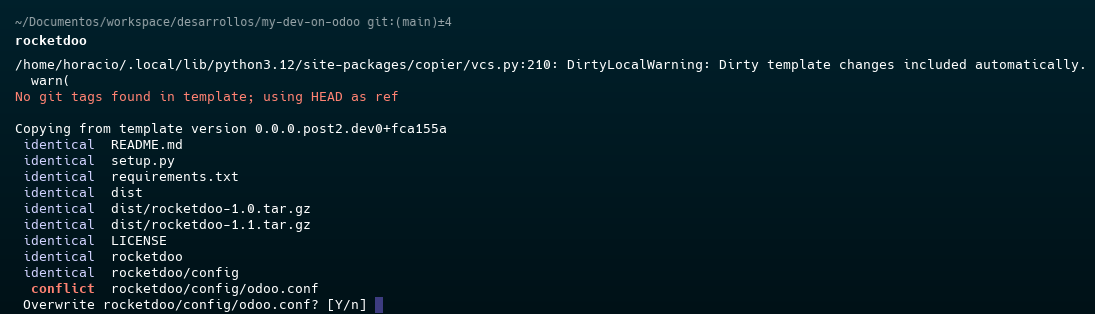 ~/Documentos/workspace/desarrollos/my-dev-on-odoo git:(main)±4
rocketdoo
/home/horacio/.local/lib/python3.12/site-packages/copier/vcs.py:210: DirtyLocalWarning: Dirty template changes included automatically.
  warn(
No git tags found in template; using HEAD as ref
Copying from template version 0.0.0.post2.dev0+fca155a
 identical  README.md
 identical  setup.py
 identical  requirements.txt
 identical  dist
 identical  dist/rocketdoo-1.0.tar.gz
 identical  dist/rocketdoo-1.1.tar.gz
 identical  LICENSE
 identical  rocketdoo
 identical  rocketdoo/config
  conflict  rocketdoo/config/odoo.conf
 Overwrite rocketdoo/config/odoo.conf? [Y/n]